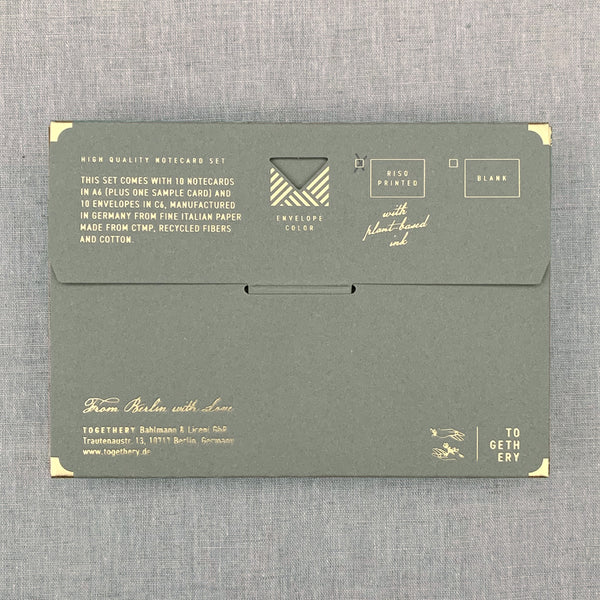 HIGH QUALITY NOTECARD SET
THIS SET COMES WITH 10 NOTECARDS
IN A6 (PLUS ONE SAMPLE CARD) AND
10 ENVELOPES IN C6, MANUFACTURED
IN GERMANY FROM FINE ITALIAN PAPER
MADE FROM CTMP, RECYCLED FIBERS
AND COTTON.
ENVELOPE
COLOR
RISO
PRINTED
with
plant-based
ink
BLANK
From Berlin with Love
TOGETHERY Bahlmann & Liceni GbR
Trautenaustr. 13, 10717 Berlin, Germany
www.togethery.de
TO
GETH
ERY